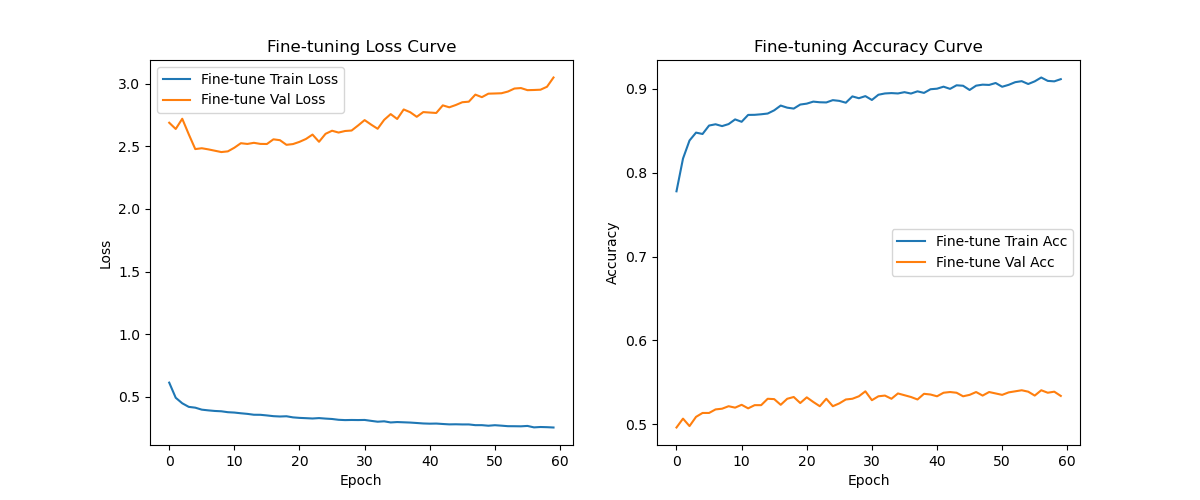 Fine-tuning Loss Curve
Fine-tune Train Loss
Fine-tune Val Loss
3.0
2.5
2.0
1.5
1.0
0.5
Loss
0 10 20 30 40 50 60
Epoch
Fine-tuning Accuracy Curve
0.9
0.8
0.7
0.6
0.5
Accuracy
Fine-tune Train Acc
Fine-tune Val Acc
0 10 20 30 40 50 60
Epoch